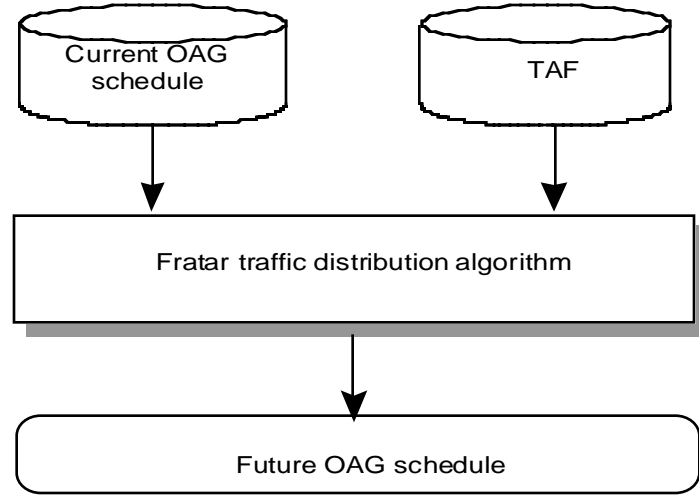 Current OAG
schedule
TAF
Fratar traffic distribution algorithm
Future OAG schedule